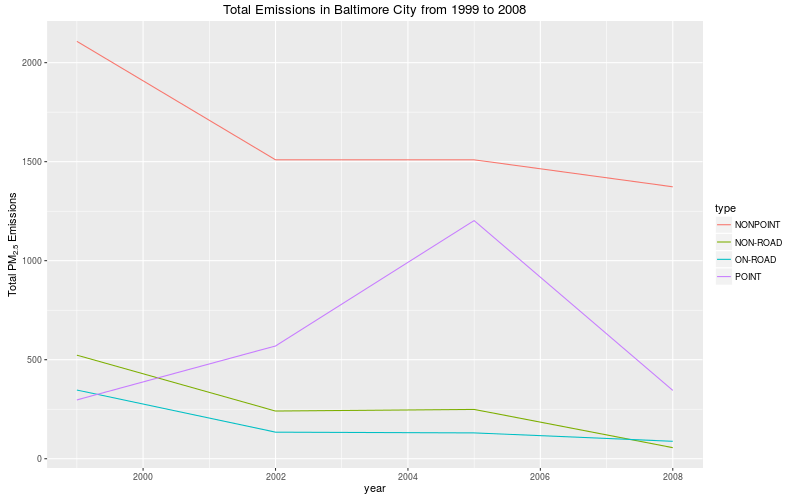 Total Emissions in Baltimore City from 1999 to 2008
Total PM2.5 Emissions
2000
1500
1000
500
0
2000 2002 2004 2006 2008
year
type
NONPOINT
NON-ROAD
ON-ROAD
POINT